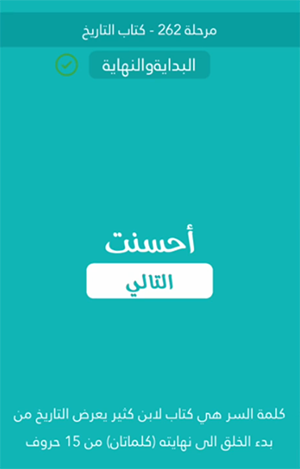 مرحلة 262 - كتاب التاريخ
البدايةوالنهاية
أحسنت
التالي
كلمة السر هي كتاب لابن كثير يعرض التاريخ من
بدء الخلق الى نهايته (كلماتان) من 15 حروف